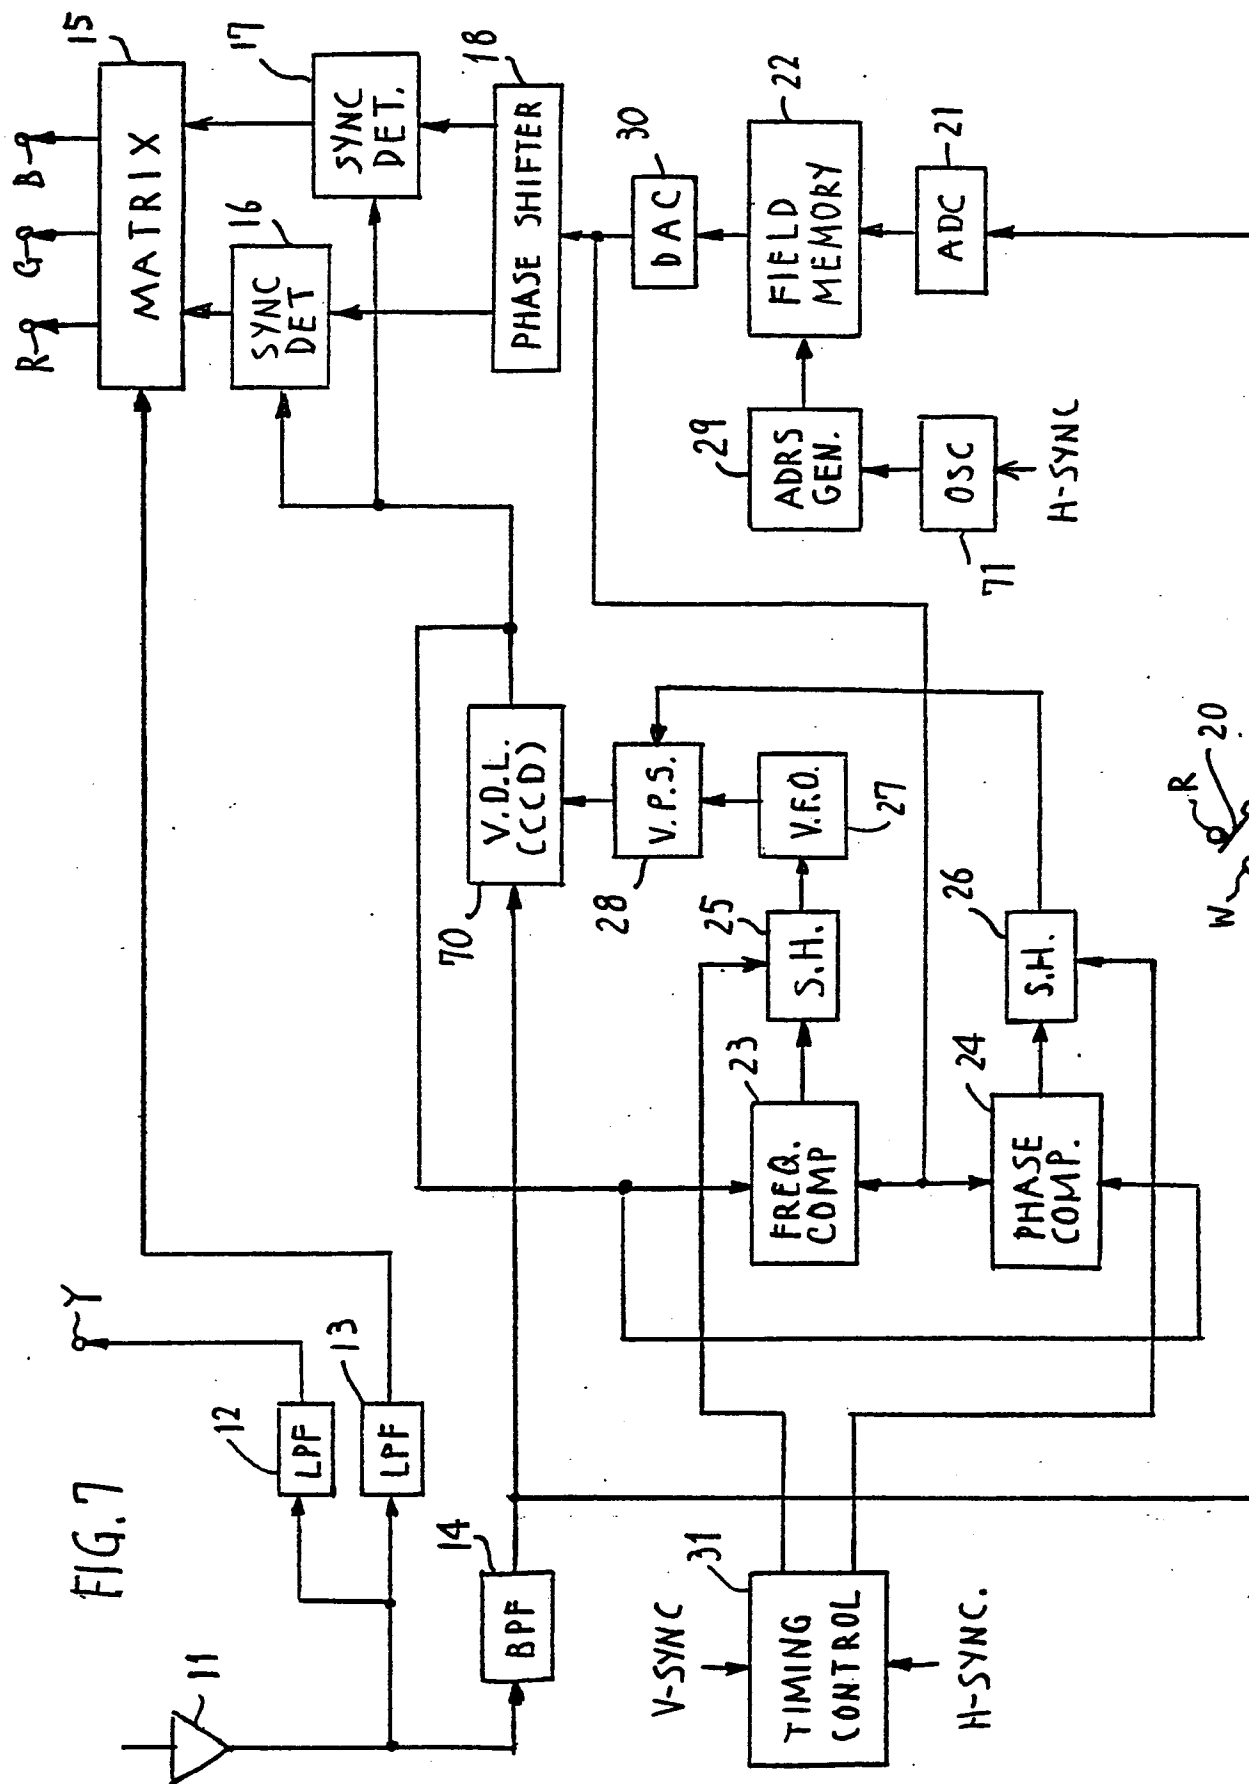 FIG. 7
11
12
LPF
Y
13
LPF
14
BPF
R
G
B
15
MATRIX
16
SYNC
DET
17
SYNC
DET.
18
PHASE SHIFTER
70
V.D.L.
(CCD)
28
V.P.S.
V.F.O.
27
25
S.H.
23
FREQ.
COMP
24
PHASE
COMP.
26
S.H.
V-SYNC
31
TIMING
CONTROL
H-SYNC.
30
DAC
22
FIELD
MEMORY
21
ADC
29
ADRS
GEN.
OSC
71
H-SYNC
W
R
20